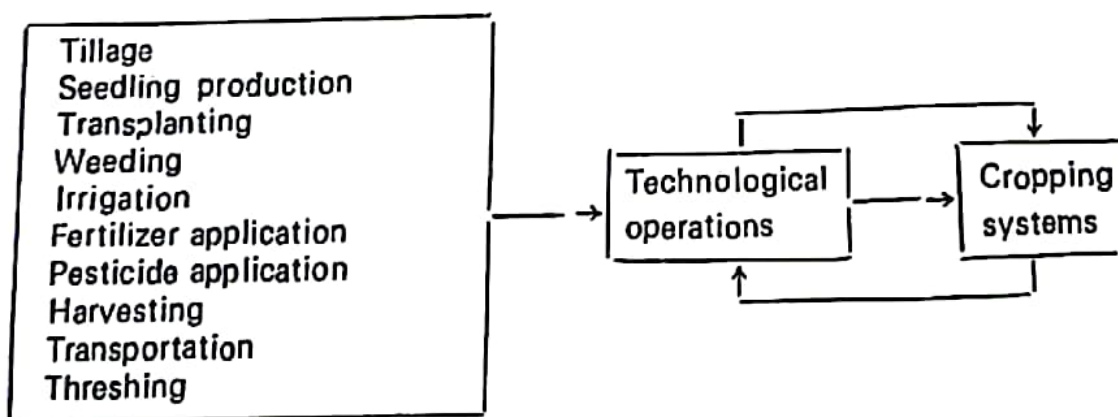 Tillage
Seedling production
Transplanting
Weeding
Irrigation
Fertilizer application
Pesticide application
Harvesting
Transportation
Threshing
Technological
operations
Cropping
systems